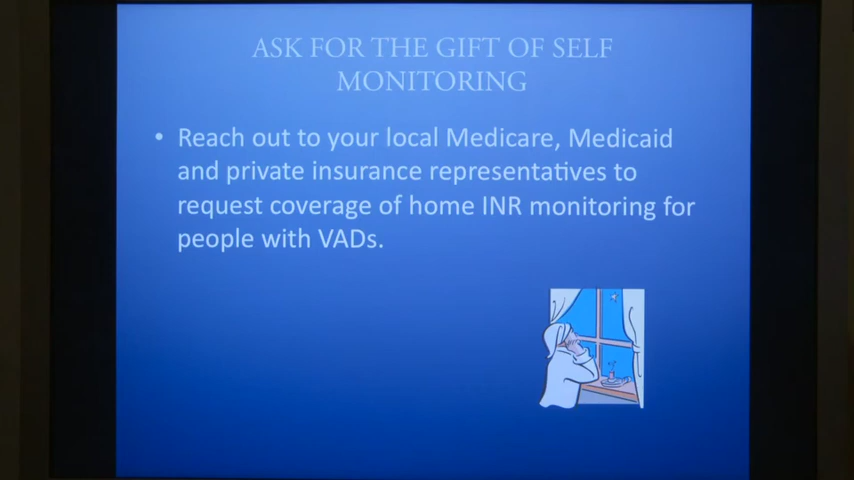 ASK FOR THE GIFT OF SELF
MONITORING
• Reach out to your local Medicare, Medicaid
and private insurance representatives to
request coverage of home INR monitoring for
people with VADs.